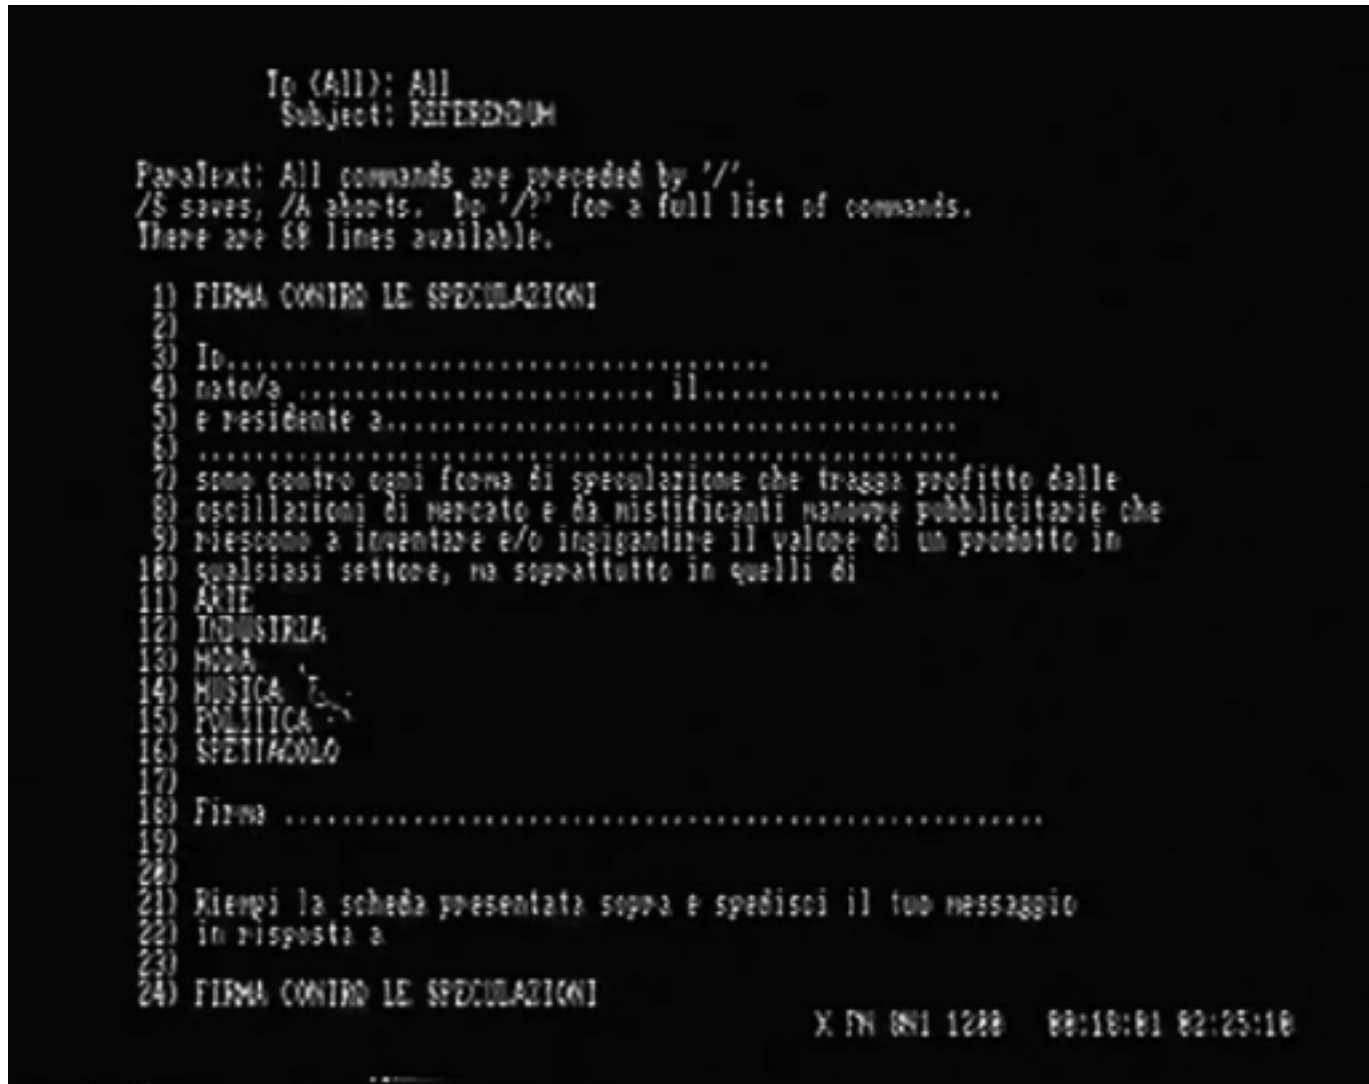 To (All): All
Subject: REFERENDUM
ParaText: All commands are preceded by '/'.
/S saves, /A aborts. Do '/?' for a full list of commands.
There are 60 lines available.
1) FIRMA CONTRO LE SPECULAZIONI
2)
3) Io......................................
4) nato/a ......................... il.....................
5) e residente a........................................
6) .....................................................
7) sono contro ogni forma di speculazione che tragga profitto dalle
8) oscillazioni di mercato e da mistificanti manovre pubblicitarie che
9) riescono a inventare e/o ingigantire il valore di un prodotto in
10) qualsiasi settore, ma soprattutto in quelli di
11) ARTE
12) INDUSTRIA
13) MODA
14) MUSICA
15) POLITICA
16) SPETTACOLO
17)
18) Firma .....................................................
19)
20)
21) Riempi la scheda presentata sopra e spedisci il tuo messaggio
22) in risposta a
23)
24) FIRMA CONTRO LE SPECULAZIONI
X 8N1 1200 00:18:01 02:25:10